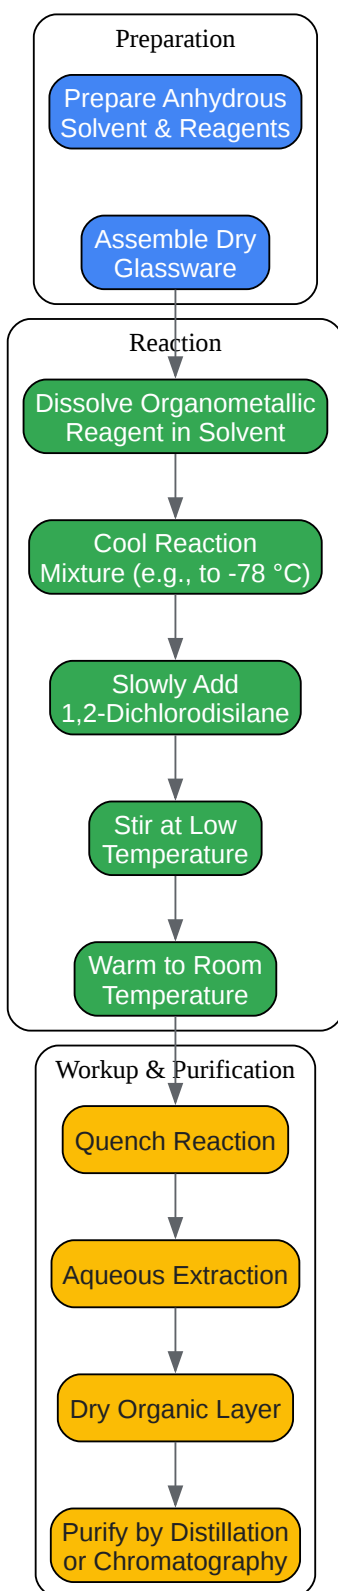 Preparation
Prepare Anhydrous
Solvent & Reagents
Assemble Dry
Glassware
Reaction
Dissolve Organometallic
Reagent in Solvent
Cool Reaction
Mixture (e.g., to -78 °C)
Slowly Add
1,2-Dichlorodisilane
Stir at Low
Temperature
Warm to Room
Temperature
Workup & Purification
Quench Reaction
Aqueous Extraction
Dry Organic Layer
Purify by Distillation
or Chromatography